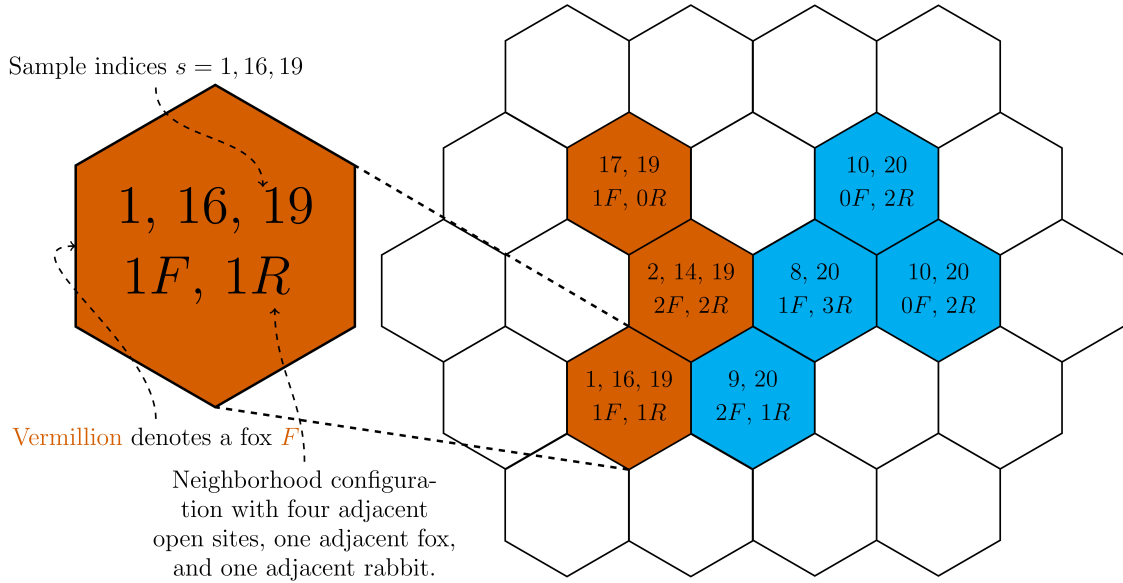 Sample indices s = 1, 16, 19
1, 16, 19
1F, 1R
Vermillion denotes a fox F
Neighborhood configura-
tion with four adjacent
open sites, one adjacent fox,
and one adjacent rabbit.
17, 19
1F, 0R
10, 20
0F, 2R
2, 14, 19
2F, 2R
8, 20
1F, 3R
10, 20
0F, 2R
1, 16, 19
1F, 1R
9, 20
2F, 1R